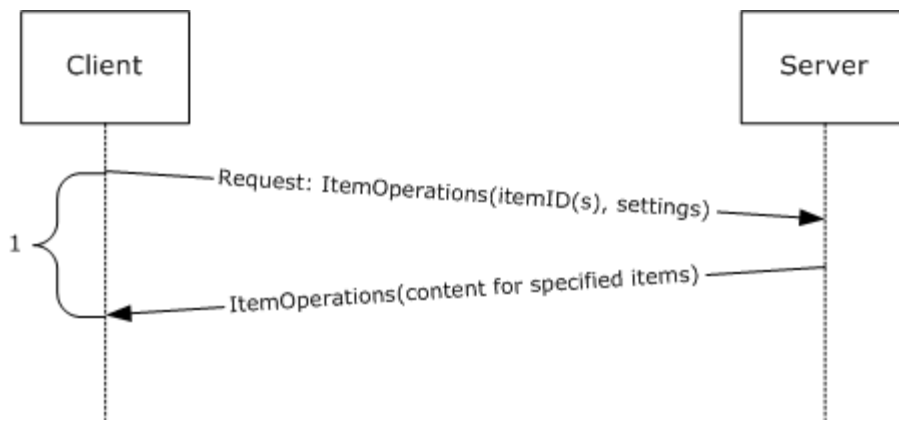 Client
Server
Request: ItemOperations(itemID(s), settings)
1
ItemOperations(content for specified items)